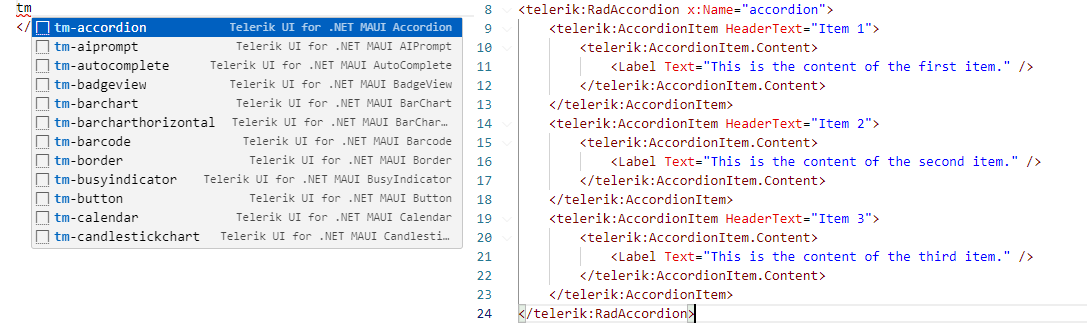 tm
</
tm-accordion Telerik UI for .NET MAUI Accordion
tm-aiprompt Telerik UI for .NET MAUI AIPrompt
tm-autocomplete Telerik UI for .NET MAUI AutoComplete
tm-badgeview Telerik UI for .NET MAUI BadgeView
tm-barchart Telerik UI for .NET MAUI BarChart
tm-barcharthorizontal Telerik UI for .NET MAUI BarChar…
tm-barcode Telerik UI for .NET MAUI Barcode
tm-border Telerik UI for .NET MAUI Border
tm-busyindicator Telerik UI for .NET MAUI BusyIndicator
tm-button Telerik UI for .NET MAUI Button
tm-calendar Telerik UI for .NET MAUI Calendar
tm-candlestickchart Telerik UI for .NET MAUI Candlesti…
8 <telerik:RadAccordion x:Name="accordion">
9 <telerik:AccordionItem HeaderText="Item 1">
10 <telerik:AccordionItem.Content>
11 <Label Text="This is the content of the first item." />
12 </telerik:AccordionItem.Content>
13 </telerik:AccordionItem>
14 <telerik:AccordionItem HeaderText="Item 2">
15 <telerik:AccordionItem.Content>
16 <Label Text="This is the content of the second item." />
17 </telerik:AccordionItem.Content>
18 </telerik:AccordionItem>
19 <telerik:AccordionItem HeaderText="Item 3">
20 <telerik:AccordionItem.Content>
21 <Label Text="This is the content of the third item." />
22 </telerik:AccordionItem.Content>
23 </telerik:AccordionItem>
24 </telerik:RadAccordion>